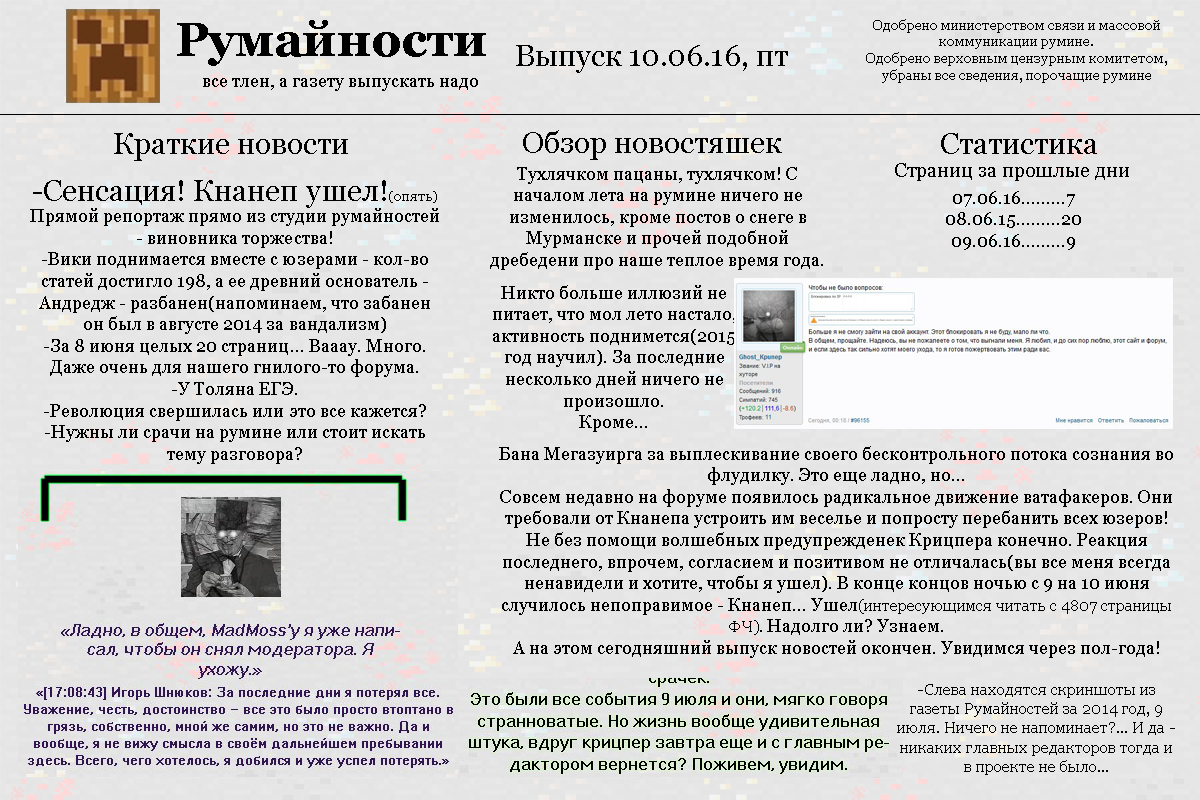 Румайности
все тлен, а газету выпускать надо
Выпуск 10.06.16, пт
Одобрено министерством связи и массовой
коммуникации румине.
Одобрено верховным цензурным комитетом,
убраны все сведения, порочащие румине
Краткие новости
-Сенсация! Кнанеп ушел!(опять)
Прямой репортаж прямо из студии румайностей
- виновника торжества!
-Вики поднимается вместе с юзерами - кол-во
статей достигло 198, а ее древний основатель -
Андредж - разбанен(напоминаем, что забанен
он был в августе 2014 за вандализм)
-За 8 июня целых 20 страниц... Вааау. Много.
Даже очень для нашего гнилого-то форума.
-У Толяна ЕГЭ.
-Революция свершилась или это все кажется?
-Нужны ли срачи на румине или стоит искать
тему разговора?
«Ладно, в общем, MadMoss'у я уже напи-
сал, чтобы он снял модератора. Я
ухожу.»
«[17:08:43] Игорь Шнюков: За последние дни я потерял все.
Уважение, честь, достоинство – все это было просто втоптано в
грязь, собственно, мной же самим, но это не важно. Да и
вообще, я не вижу смысла в своём дальнейшем пребывании
здесь. Всего, чего хотелось, я добился и уже успел потерять.»
Обзор новостяшек
Тухлячком пацаны, тухлячком! С
началом лета на румине ничего не
изменилось, кроме постов о снеге в
Мурманске и прочей подобной
дребедени про наше теплое время года.
Никто больше иллюзий не
питает, что мол лето настало,
активность поднимется(2015
год научил). За последние
несколько дней ничего не
произошло.
Кроме...
Чтобы не было вопросов:
Больше я не смогу зайти на свой аккаунт. Этот блокировать я не буду, мало ли что.
В общем, прощайте. Надеюсь, вы не пожалеете о том, что выгнали меня. Я любил, и до сих пор люблю, этот сайт и форум,
и если здесь так сильно хотят моего ухода, то я готов пожертвовать этим ради вас.
Онлайн
Ghost_Крипер
Звание: V.I.P на
хуторе
Посетители
Сообщений: 916
Симпатий: 745
(+120.2 | 111,6 | -8.6)
Трофеев: 11
Сегодня, 00:18 / #96155
Мне нравится Ответить Пожаловаться
Бана Мегазуирга за выплескивание своего бесконтрольного потока сознания во
флудилку. Это еще ладно, но...
Совсем недавно на форуме появилось радикальное движение ватафакеров. Они
требовали от Кнанепа устроить им веселье и попросту перебанить всех юзеров!
Не без помощи волшебных предупрежденек Крицпера конечно. Реакция
последнего, впрочем, согласием и позитивом не отличалась(вы все меня всегда
ненавидели и хотите, чтобы я ушел). В конце концов ночью с 9 на 10 июня
случилось непоправимое - Кнанеп... Ушел(интересующимся читать с 4807 страницы
ФЧ). Надолго ли? Узнаем.
А на этом сегодняшний выпуск новостей окончен. Увидимся через пол-года!
срачек.
Это были все события 9 июля и они, мягко говоря
странноватые. Но жизнь вообще удивительная
штука, вдруг крицпер завтра еще и с главным ре-
дактором вернется? Поживем, увидим.
Статистика
Страниц за прошлые дни
07.06.16.........7
08.06.15.........20
09.06.16.........9
-Слева находятся скриншоты из
газеты Румайностей за 2014 год, 9
июля. Ничего не напоминает?... И да -
никаких главных редакторов тогда и
в проекте не было...